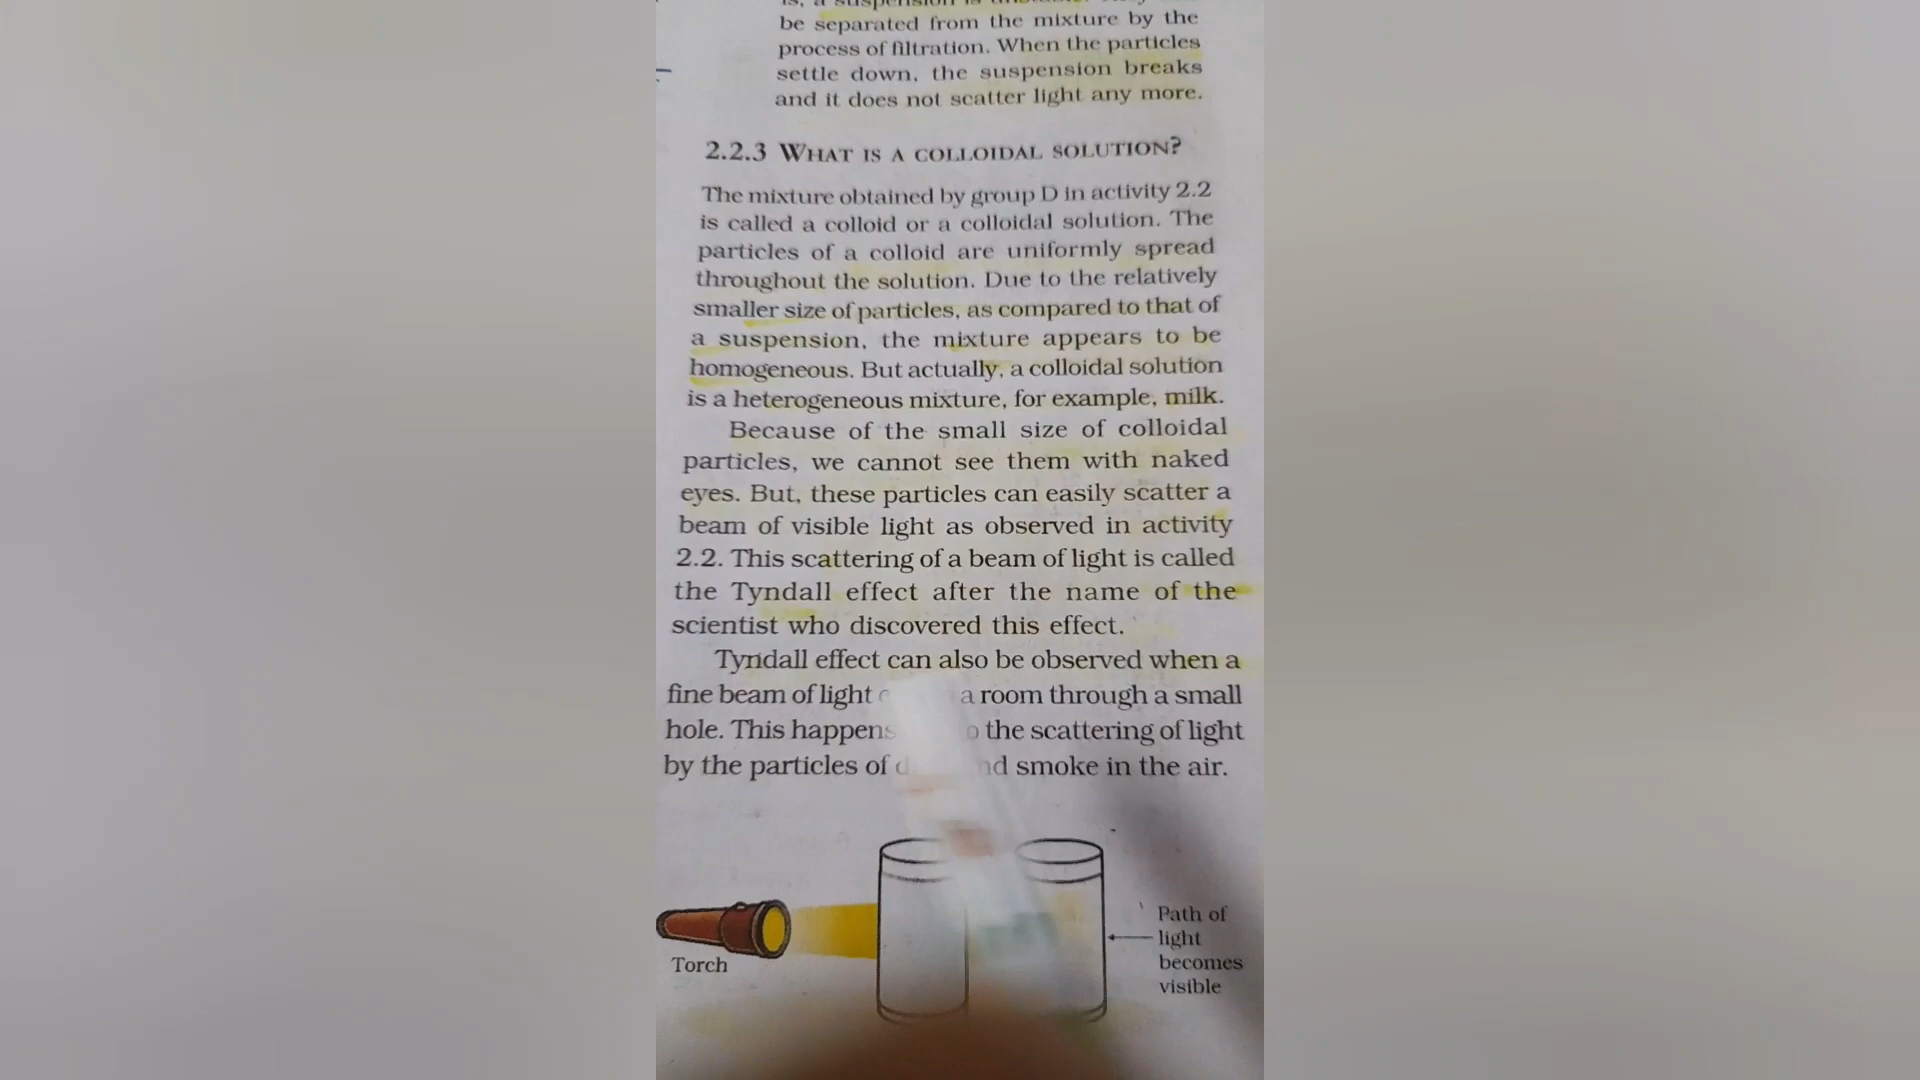 be separated from the mixture by the
process of filtration. When the particles
settle down, the suspension breaks
and it does not scatter light any more.
2.2.3 WHAT IS A COLLOIDAL SOLUTION?
The mixture obtained by group D in activity 2.2
is called a colloid or a colloidal solution. The
particles of a colloid are uniformly spread
throughout the solution. Due to the relatively
smaller size of particles, as compared to that of
a suspension, the mixture appears to be
homogeneous. But actually, a colloidal solution
is a heterogeneous mixture, for example, milk.
Because of the small size of colloidal
particles, we cannot see them with naked
eyes. But, these particles can easily scatter a
beam of visible light as observed in activity
2.2. This scattering of a beam of light is called
the Tyndall effect after the name of the
scientist who discovered this effect.
Tyndall effect can also be observed when a
fine beam of light a room through a small
hole. This happens the scattering of light
by the particles of smoke in the air.
Torch
Path of
light
becomes
visible